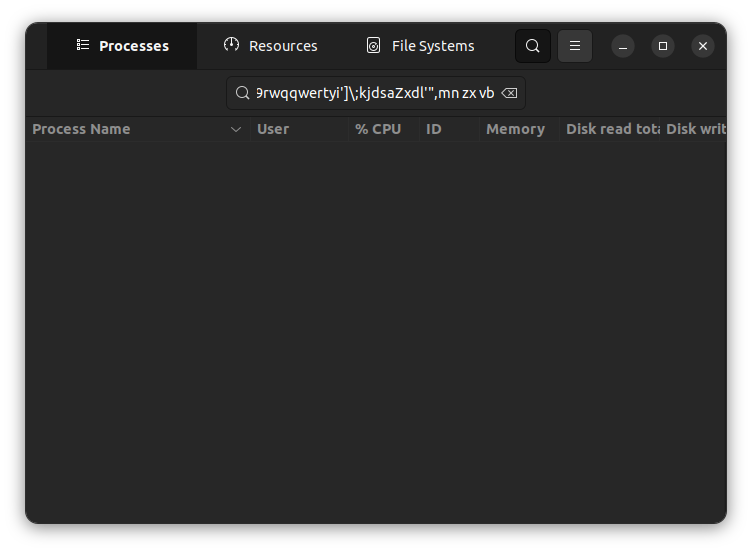 Processes Resources File Systems
9rwqqwertyi']\;kjdsaZxdl'",mn zx vb
Process Name User % CPU ID Memory Disk read tota Disk writ